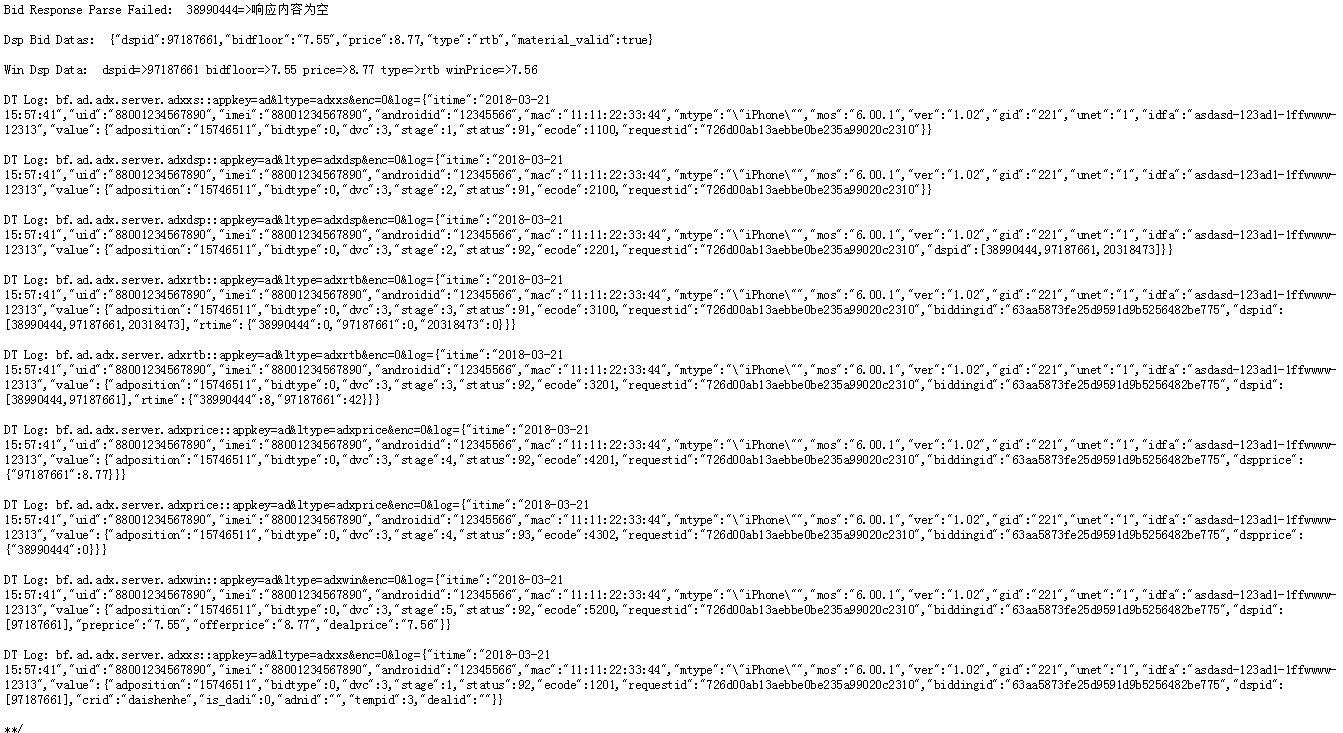 Bid Response Parse Failed:  38990444=>响应内容为空
Dsp Bid Datas:  {"dspid":97187661,"bidfloor":"7.55","price":8.77,"type":"rtb","material_valid":true}
Win Dsp Data:  dspid=>97187661 bidfloor=>7.55 price=>8.77 type=>rtb winPrice=>7.56
DT Log: bf.ad.adx.server.adxxs::appkey=ad&ltype=adxxs&enc=0&log={"itime":"2018-03-21
15:57:41","uid":"88001234567890","imei":"88001234567890","androidid":"12345566","mac":"11:11:22:33:44","mtype":"\"iPhone\"","mos":"6.00.1","ver":"1.02","gid":"221","unet":"1","idfa":"asdasd-123ad1-1ffwwww-
12313","value":{"adposition":"15746511","bidtype":0,"dvc":3,"stage":1,"status":91,"ecode":1100,"requestid":"726d00ab13aebbe0be235a99020c2310"}}
DT Log: bf.ad.adx.server.adxdsp::appkey=ad&ltype=adxdsp&enc=0&log={"itime":"2018-03-21
15:57:41","uid":"88001234567890","imei":"88001234567890","androidid":"12345566","mac":"11:11:22:33:44","mtype":"\"iPhone\"","mos":"6.00.1","ver":"1.02","gid":"221","unet":"1","idfa":"asdasd-123ad1-1ffwwww-
12313","value":{"adposition":"15746511","bidtype":0,"dvc":3,"stage":2,"status":91,"ecode":2100,"requestid":"726d00ab13aebbe0be235a99020c2310"}}
DT Log: bf.ad.adx.server.adxdsp::appkey=ad&ltype=adxdsp&enc=0&log={"itime":"2018-03-21
15:57:41","uid":"88001234567890","imei":"88001234567890","androidid":"12345566","mac":"11:11:22:33:44","mtype":"\"iPhone\"","mos":"6.00.1","ver":"1.02","gid":"221","unet":"1","idfa":"asdasd-123ad1-1ffwwww-
12313","value":{"adposition":"15746511","bidtype":0,"dvc":3,"stage":2,"status":92,"ecode":2201,"requestid":"726d00ab13aebbe0be235a99020c2310","dspid":[38990444,97187661,20318473]}}
DT Log: bf.ad.adx.server.adxrtb::appkey=ad&ltype=adxrtb&enc=0&log={"itime":"2018-03-21
15:57:41","uid":"88001234567890","imei":"88001234567890","androidid":"12345566","mac":"11:11:22:33:44","mtype":"\"iPhone\"","mos":"6.00.1","ver":"1.02","gid":"221","unet":"1","idfa":"asdasd-123ad1-1ffwwww-
12313","value":{"adposition":"15746511","bidtype":0,"dvc":3,"stage":3,"status":91,"ecode":3100,"requestid":"726d00ab13aebbe0be235a99020c2310","biddingid":"63aa5873fe25d9591d9b5256482be775","dspid":
[38990444,97187661,20318473],"rtime":{"38990444":0,"97187661":0,"20318473":0}}}
DT Log: bf.ad.adx.server.adxrtb::appkey=ad&ltype=adxrtb&enc=0&log={"itime":"2018-03-21
15:57:41","uid":"88001234567890","imei":"88001234567890","androidid":"12345566","mac":"11:11:22:33:44","mtype":"\"iPhone\"","mos":"6.00.1","ver":"1.02","gid":"221","unet":"1","idfa":"asdasd-123ad1-1ffwwww-
12313","value":{"adposition":"15746511","bidtype":0,"dvc":3,"stage":3,"status":92,"ecode":3201,"requestid":"726d00ab13aebbe0be235a99020c2310","biddingid":"63aa5873fe25d9591d9b5256482be775","dspid":
[38990444,97187661],"rtime":{"38990444":8,"97187661":42}}}
DT Log: bf.ad.adx.server.adxprice::appkey=ad&ltype=adxprice&enc=0&log={"itime":"2018-03-21
15:57:41","uid":"88001234567890","imei":"88001234567890","androidid":"12345566","mac":"11:11:22:33:44","mtype":"\"iPhone\"","mos":"6.00.1","ver":"1.02","gid":"221","unet":"1","idfa":"asdasd-123ad1-1ffwwww-
12313","value":{"adposition":"15746511","bidtype":0,"dvc":3,"stage":4,"status":92,"ecode":4201,"requestid":"726d00ab13aebbe0be235a99020c2310","biddingid":"63aa5873fe25d9591d9b5256482be775","dspprice":
{"97187661":8.77}}}
DT Log: bf.ad.adx.server.adxprice::appkey=ad&ltype=adxprice&enc=0&log={"itime":"2018-03-21
15:57:41","uid":"88001234567890","imei":"88001234567890","androidid":"12345566","mac":"11:11:22:33:44","mtype":"\"iPhone\"","mos":"6.00.1","ver":"1.02","gid":"221","unet":"1","idfa":"asdasd-123ad1-1ffwwww-
12313","value":{"adposition":"15746511","bidtype":0,"dvc":3,"stage":4,"status":93,"ecode":4302,"requestid":"726d00ab13aebbe0be235a99020c2310","biddingid":"63aa5873fe25d9591d9b5256482be775","dspprice":
{"38990444":0}}}
DT Log: bf.ad.adx.server.adxwin::appkey=ad&ltype=adxwin&enc=0&log={"itime":"2018-03-21
15:57:41","uid":"88001234567890","imei":"88001234567890","androidid":"12345566","mac":"11:11:22:33:44","mtype":"\"iPhone\"","mos":"6.00.1","ver":"1.02","gid":"221","unet":"1","idfa":"asdasd-123ad1-1ffwwww-
12313","value":{"adposition":"15746511","bidtype":0,"dvc":3,"stage":5,"status":92,"ecode":5200,"requestid":"726d00ab13aebbe0be235a99020c2310","biddingid":"63aa5873fe25d9591d9b5256482be775","dspid":
[97187661],"preprice":"7.55","offerprice":"8.77","dealprice":"7.56"}}
DT Log: bf.ad.adx.server.adxxs::appkey=ad&ltype=adxxs&enc=0&log={"itime":"2018-03-21
15:57:41","uid":"88001234567890","imei":"88001234567890","androidid":"12345566","mac":"11:11:22:33:44","mtype":"\"iPhone\"","mos":"6.00.1","ver":"1.02","gid":"221","unet":"1","idfa":"asdasd-123ad1-1ffwwww-
12313","value":{"adposition":"15746511","bidtype":0,"dvc":3,"stage":1,"status":92,"ecode":1201,"requestid":"726d00ab13aebbe0be235a99020c2310","biddingid":"63aa5873fe25d9591d9b5256482be775","dspid":
[97187661],"crid":"daishenhe","is_dadi":0,"adnid":"","tempid":3,"dealid":""}}
**/